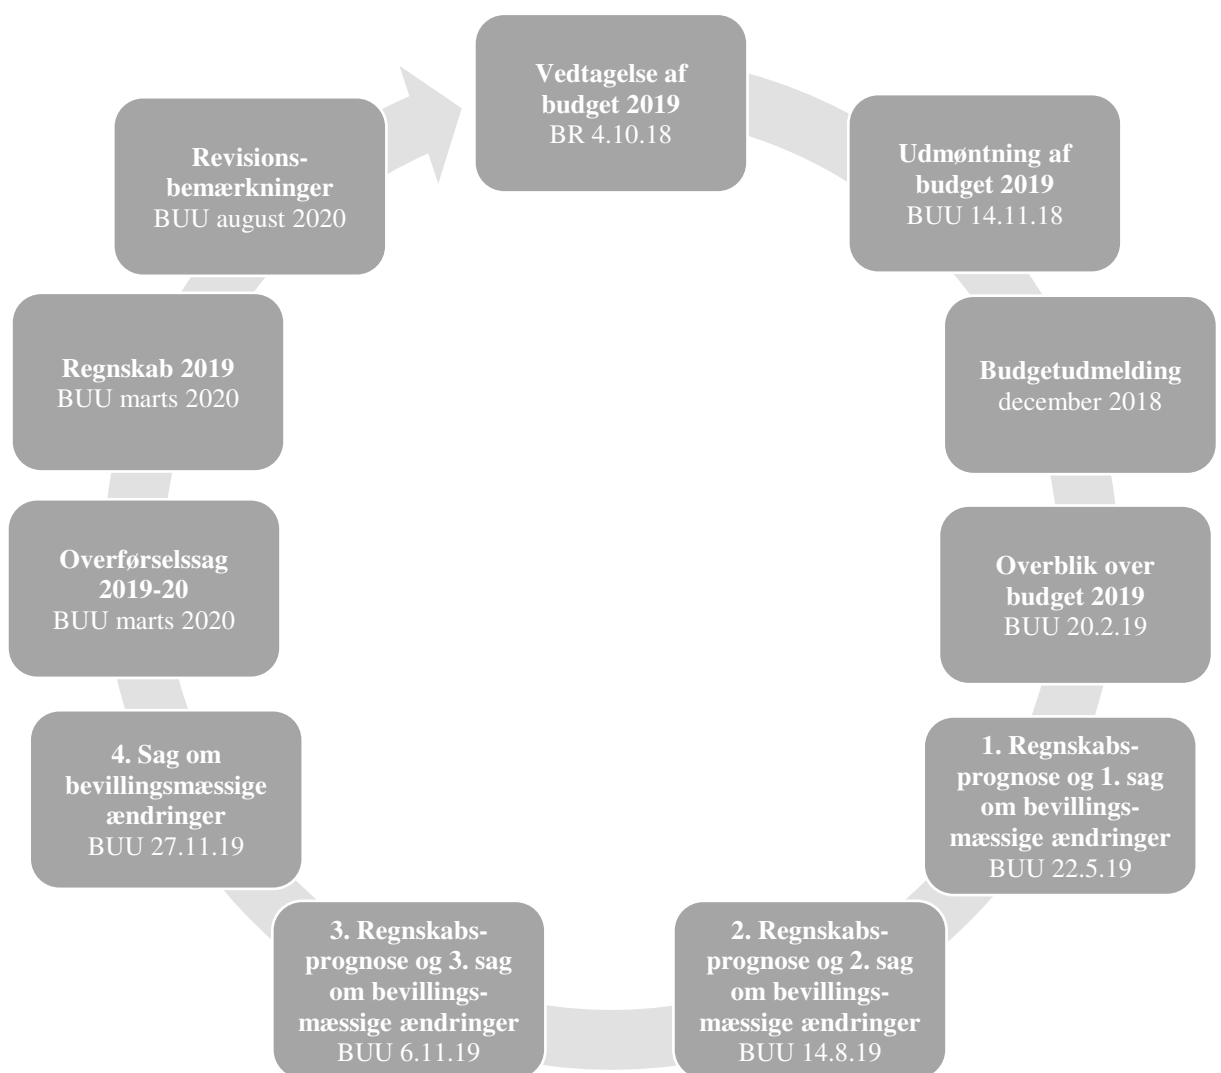 Vedtagelse af
budget 2019
BR 4.10.18
Udmøntning af
budget 2019
BUU 14.11.18
Budgetudmelding
december 2018
Overblik over
budget 2019
BUU 20.2.19
1. Regnskabs-
prognose og 1. sag
om bevillings-
mæssige ændringer
BUU 22.5.19
2. Regnskabs-
prognose og 2. sag
om bevillings-
mæssige ændringer
BUU 14.8.19
3. Regnskabs-
prognose og 3. sag
om bevillings-
mæssige ændringer
BUU 6.11.19
4. Sag om
bevillingsmæssige
ændringer
BUU 27.11.19
Overførselssag
2019-20
BUU marts 2020
Regnskab 2019
BUU marts 2020
Revisions-
bemærkninger
BUU august 2020